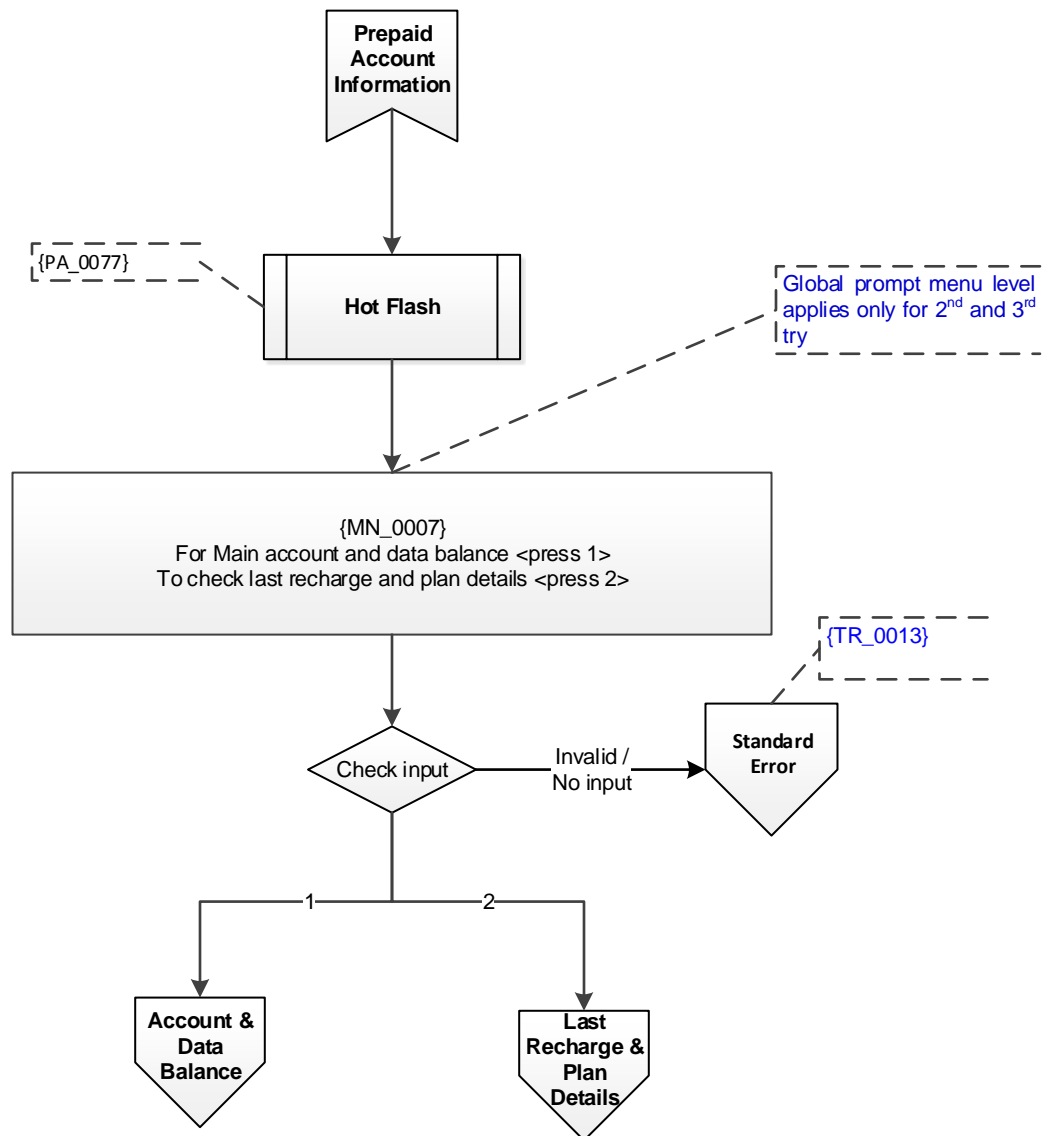 Prepaid
Account
Information
{PA_0077}
Hot Flash
Global prompt menu level
applies only for 2nd and 3rd
try
{MN_0007}
For Main account and data balance <press 1>
To check last recharge and plan details <press 2>
{TR_0013}
Check input
Invalid /
No input
Standard
Error
1
2
Account &
Data
Balance
Last
Recharge &
Plan
Details